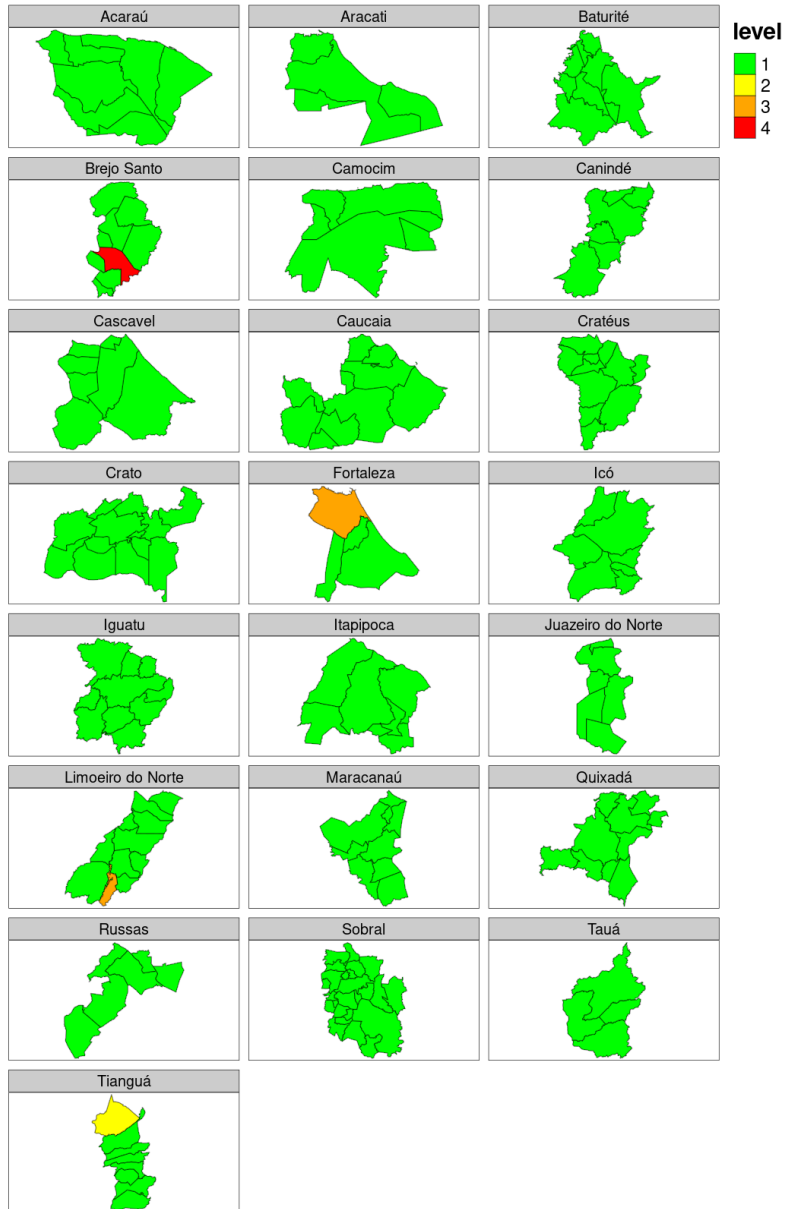 Acaraú
Aracati
Baturité
level
1
2
3
4
Brejo Santo
Camocim
Canindé
Cascavel
Caucaia
Cratéus
Crato
Fortaleza
Icó
Iguatu
Itapipoca
Juazeiro do Norte
Limoeiro do Norte
Maracanaú
Quixadá
Russas
Sobral
Tauá
Tianguá